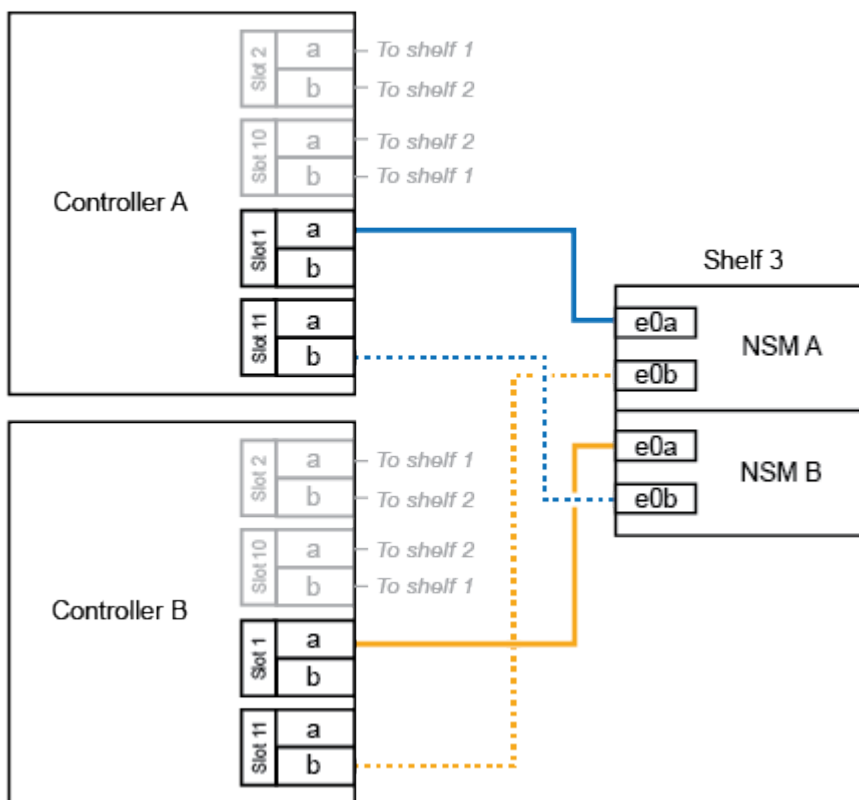 Controller A
Slot 2
a
To shelf 1
b
To shelf 2
Slot 10
a
To shelf 2
b
To shelf 1
Slot 1
a
b
Slot 11
a
b
Shelf 3
e0a
NSM A
e0b
e0a
NSM B
e0b
Controller B
Slot 2
a
To shelf 1
b
To shelf 2
Slot 10
a
To shelf 2
b
To shelf 1
Slot 1
a
b
Slot 11
a
b